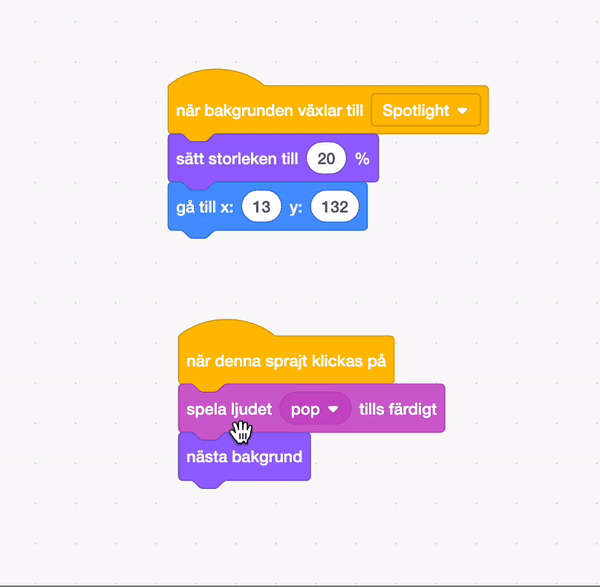 när bakgrunden växlar till Spotlight
sätt storleken till 20 %
gå till x: 13 y: 132
när denna sprajt klickas på
spela ljudet pop tills färdigt
nästa bakgrund